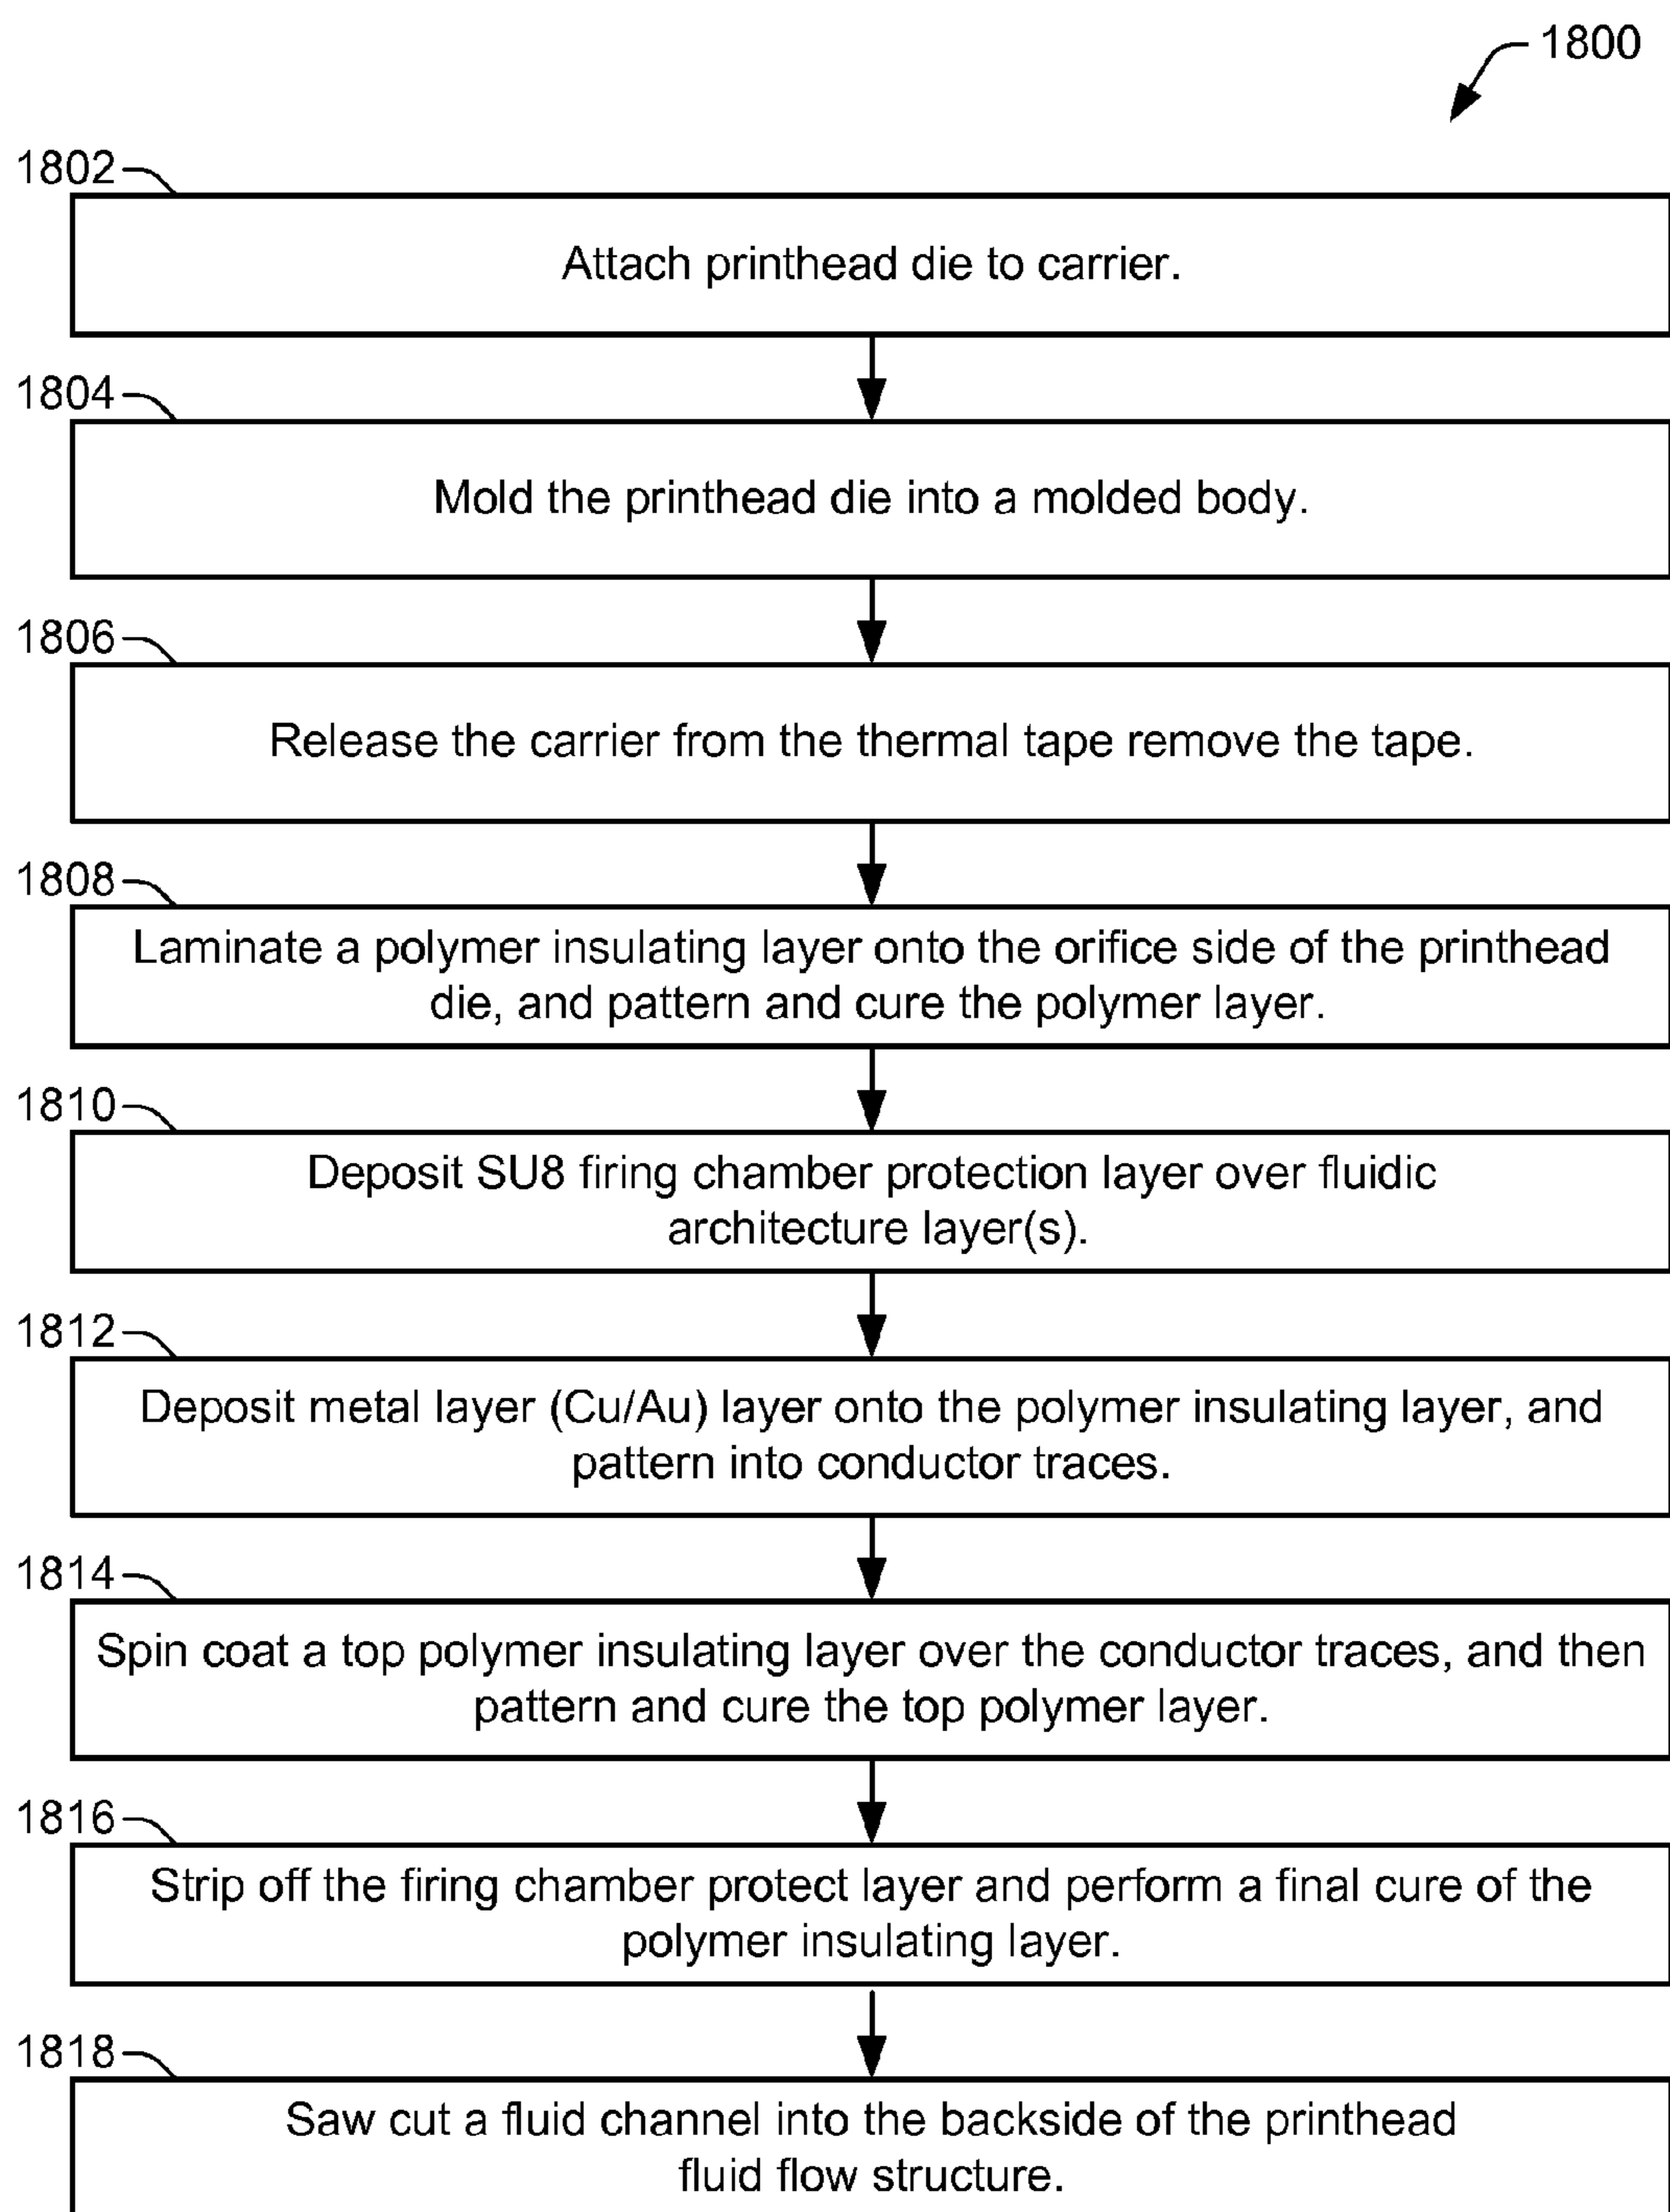 1800
1802
Attach printhead die to carrier.
1804
Mold the printhead die into a molded body.
1806
Release the carrier from the thermal tape remove the tape.
1808
Laminate a polymer insulating layer onto the orifice side of the printhead
die, and pattern and cure the polymer layer.
1810
Deposit SU8 firing chamber protection layer over fluidic
architecture layer(s).
1812
Deposit metal layer (Cu/Au) layer onto the polymer insulating layer, and
pattern into conductor traces.
1814
Spin coat a top polymer insulating layer over the conductor traces, and then
pattern and cure the top polymer layer.
1816
Strip off the firing chamber protect layer and perform a final cure of the
polymer insulating layer.
1818
Saw cut a fluid channel into the backside of the printhead
fluid flow structure.